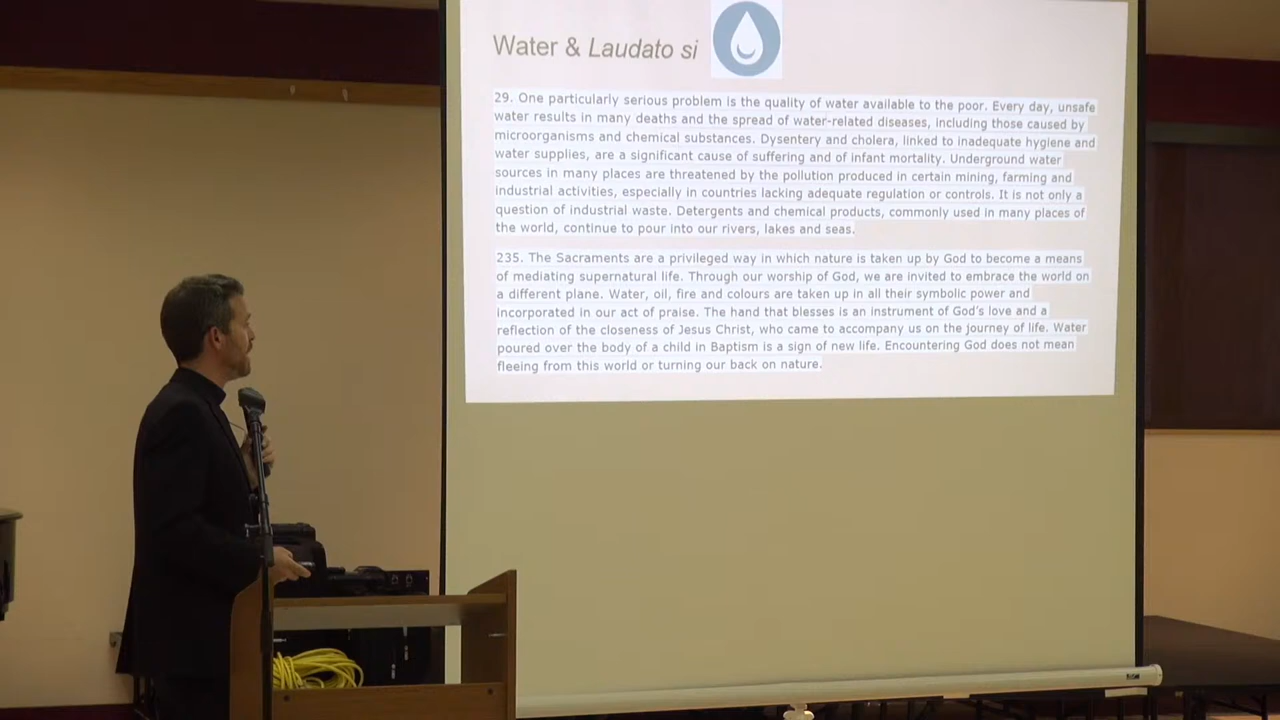 Water & Laudato si
29. One particularly serious problem is the quality of water available to the poor. Every day, unsafe
water results in many deaths and the spread of water-related diseases, including those caused by
microorganisms and chemical substances. Dysentery and cholera, linked to inadequate hygiene and
water supplies, are a significant cause of suffering and of infant mortality. Underground water
sources in many places are threatened by the pollution produced in certain mining, farming and
industrial activities, especially in countries lacking adequate regulation or controls. It is not only a
question of industrial waste. Detergents and chemical products, commonly used in many places of
the world, continue to pour into our rivers, lakes and seas.
235. The Sacraments are a privileged way in which nature is taken up by God to become a means
of mediating supernatural life. Through our worship of God, we are invited to embrace the world on
a different plane. Water, oil, fire and colours are taken up in all their symbolic power and
incorporated in our act of praise. The hand that blesses is an instrument of God's love and a
reflection of the closeness of Jesus Christ, who came to accompany us on the journey of life. Water
poured over the body of a child in Baptism is a sign of new life. Encountering God does not mean
fleeing from this world or turning our back on nature.